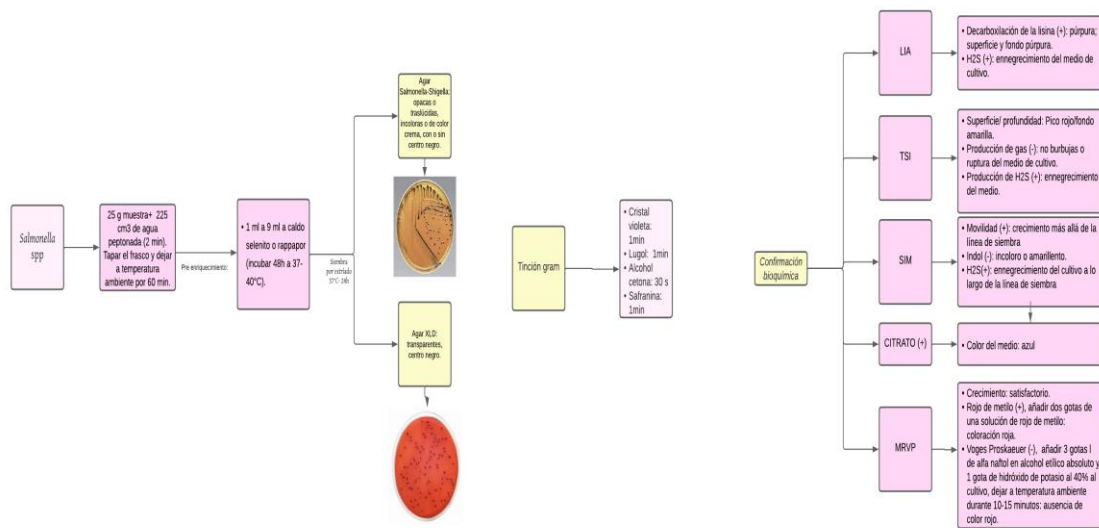 Salmonella
spp
25 g muestra+ 225
cm3 de agua
peptonada (2 min).
Tapar el frasco y dejar
a temperatura
ambiente por 60 min.
Pre enriquecimiento:
• 1 ml a 9 ml a caldo
selenito o rappapor
(incubar 48h a 37-
40°C).
Siembra
por estriado
37°C- 24h
Agar
Salmonella-Shigella:
opacas o
traslúcidas,
incoloras o de color
crema, con o sin
centro negro.
Agar XLD:
transparentes,
centro negro.
Tinción gram
• Cristal
violeta:
1min
• Lugol: 1min
• Alcohol
cetona: 30 s
• Safranina:
1min
Confirmación
bioquímica
LIA
• Decarboxilación de la lisina (+): púrpura;
superficie y fondo púrpura.
• H2S (+): ennegrecimiento del medio de
cultivo.
TSI
• Superficie/ profundidad: Pico rojo/fondo
amarilla.
• Producción de gas (-): no burbujas o
ruptura del medio de cultivo.
• Producción de H2S (+): ennegrecimiento
del medio.
SIM
• Movilidad (+): crecimiento más allá de la
línea de siembra
• Indol (-): incoloro o amarillento.
• H2S(+): ennegrecimiento del cultivo a lo
largo de la línea de siembra
CITRATO (+)
• Color del medio: azul
MRVP
• Crecimiento: satisfactorio.
• Rojo de metilo (+), añadir dos gotas de
una solución de rojo de metilo:
coloración roja.
• Voges Proskaeuer (-), añadir 3 gotas l
de alfa naftol en alcohol etílico absoluto y
1 gota de hidróxido de potasio al 40% al
cultivo, dejar a temperatura ambiente
durante 10-15 minutos: ausencia de
color rojo.